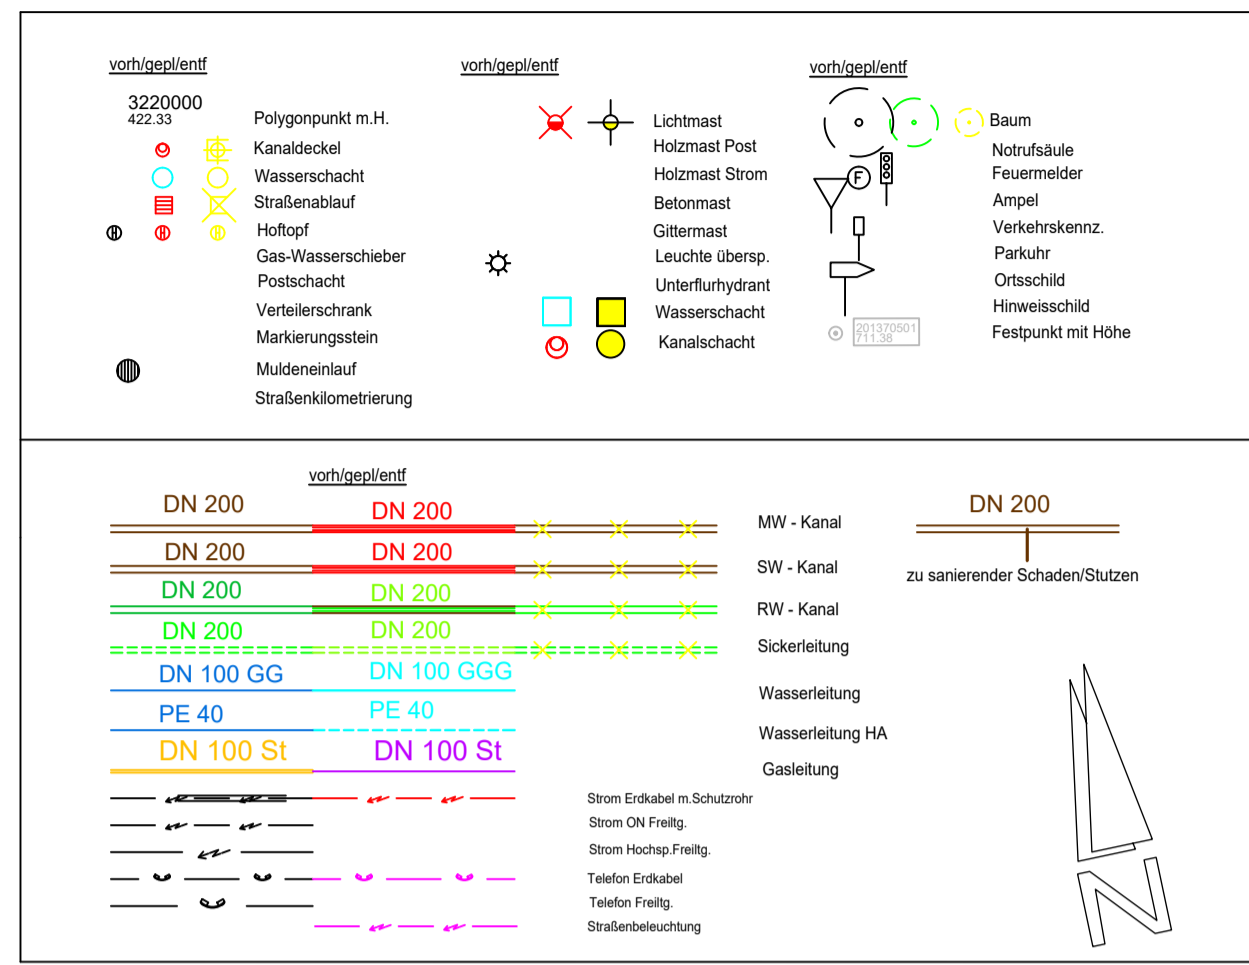 vorh/gepl/entf
3220000
422.33
Polygonpunkt m.H.
Kanaldeckel
Wasserschacht
Straßenablauf
Hoftopf
Gas-Wasserschieber
Postschacht
Verteilerschrank
Markierungsstein
Muldeneinlauf
Straßenkilometrierung
vorh/gepl/entf
Lichtmast
Holzmast Post
Holzmast Strom
Betonmast
Gittermast
Leuchte übersp.
Unterflurhydrant
Wasserschacht
Kanalschacht
vorh/gepl/entf
Baum
Notrufsäule
F
Feuermelder
Ampel
Verkehrskennz.
Parkuhr
Ortsschild
Hinweisschild
201370501
711.38
Festpunkt mit Höhe
vorh/gepl/entf
DN 200 DN 200 MW - Kanal
DN 200 DN 200 SW - Kanal
DN 200 RW - Kanal
DN 200 DN 200 Sickerleitung
DN 100 GG DN 100 GGG Wasserleitung
PE 40 PE 40 Wasserleitung HA
DN 100 St DN 100 St Gasleitung
Strom Erdkabel m.Schutzrohr
Strom ON Freiltg.
Strom Hochsp.Freiltg.
Telefon Erdkabel
Telefon Freiltg.
Straßenbeleuchtung
DN 200
zu sanierender Schaden/Stutzen
N